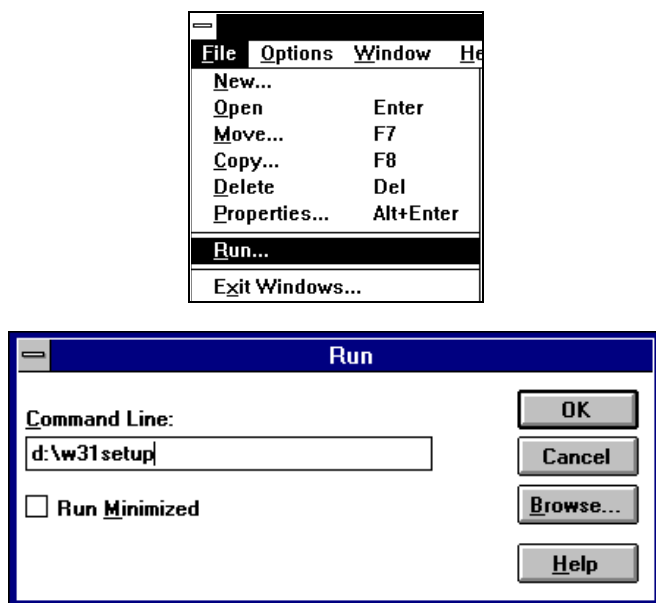 File Options Window He
New...
Open Enter
Move... F7
Copy... F8
Delete Del
Properties... Alt+Enter
Run...
Exit Windows...
Run
Command Line:
d:\w31setup
Run Minimized
OK
Cancel
Browse...
Help